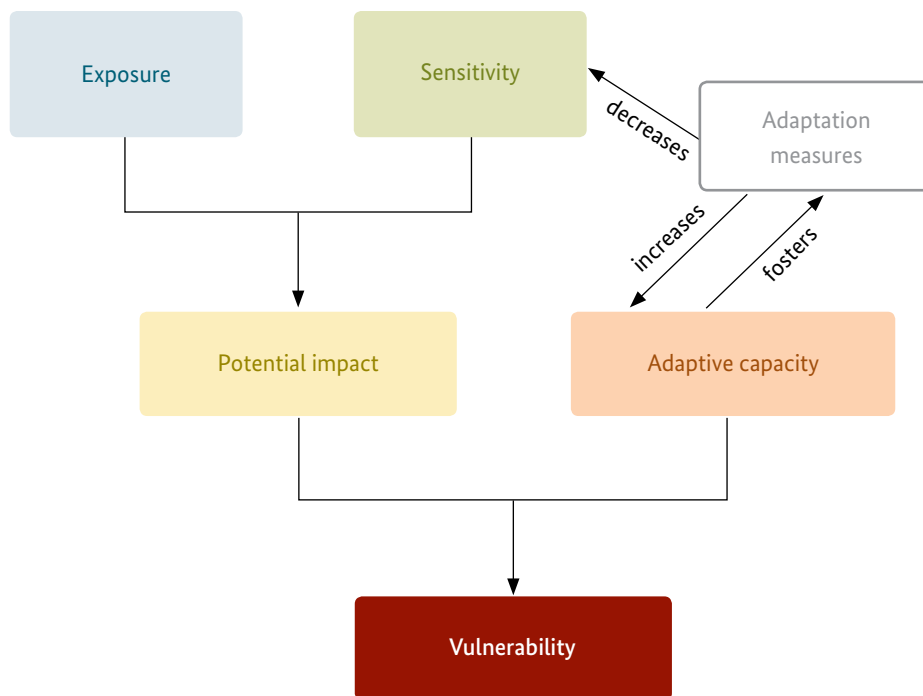 Exposure
Sensitivity
decreases
Adaptation
measures
increases
fosters
Potential impact
Adaptive capacity
Vulnerability